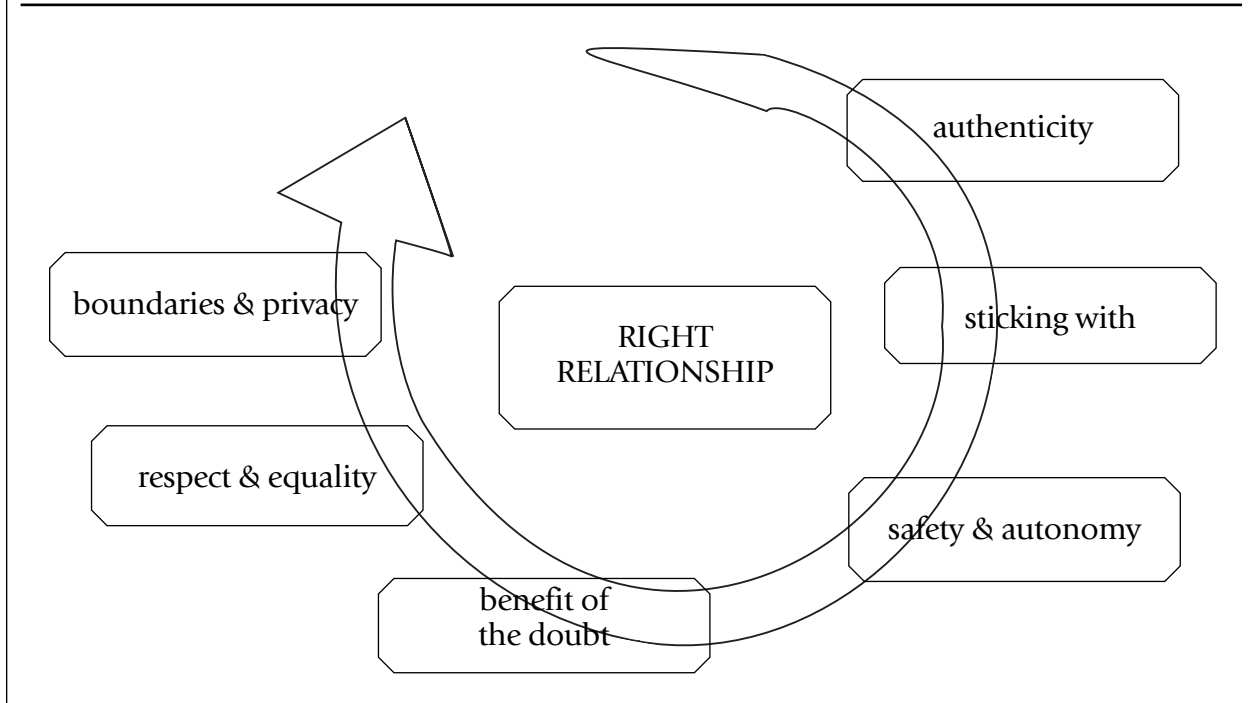 authenticity
sticking with
safety & autonomy
benefit of
the doubt
respect & equality
boundaries & privacy
RIGHT
RELATIONSHIP